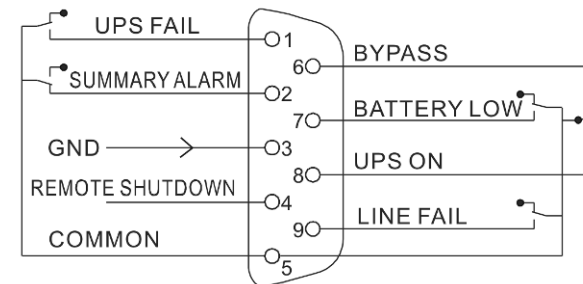 UPS FAIL
1
SUMMARY ALARM
2
GND
3
REMOTE SHUTDOWN
4
COMMON
5
6
BYPASS
7
BATTERY LOW
8
UPS ON
9
LINE FAIL